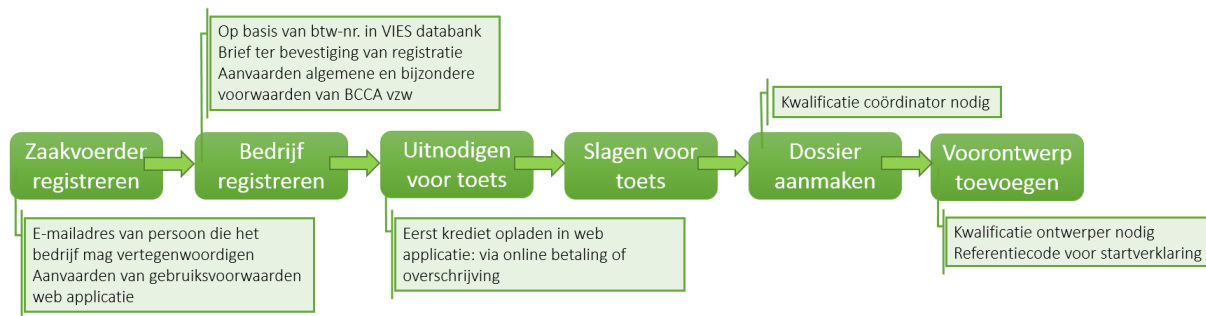 Op basis van btw-nr. in VIES databank
Brief ter bevestiging van registratie
Aanvaarden algemene en bijzondere
voorwaarden van BCCA vzw
Kwalificatie coördinator nodig
Zaakvoerder
registreren
Bedrijf
registreren
Uitnodigen
voor toets
Slagen voor
toets
Dossier
aanmaken
Voorontwerp
toevoegen
E-mailadres van persoon die het
bedrijf mag vertegenwoordigen
Aanvaarden van gebruiksvoorwaarden
web applicatie
Eerst krediet opladen in web
applicatie: via online betaling of
overschrijving
Kwalificatie ontwerper nodig
Referentiecode voor startverklaring